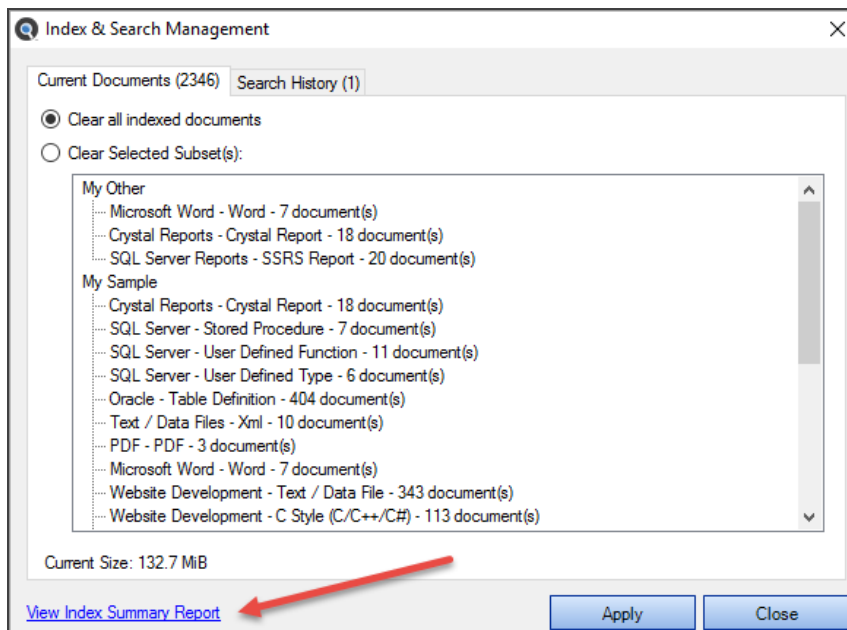 Index & Search Management
Current Documents (2346)
Search History (1)
Clear all indexed documents
Clear Selected Subset(s):
My Other
Microsoft Word - Word - 7 document(s)
Crystal Reports - Crystal Report - 18 document(s)
SQL Server Reports - SSRS Report - 20 document(s)
My Sample
Crystal Reports - Crystal Report - 18 document(s)
SQL Server - Stored Procedure - 7 document(s)
SQL Server - User Defined Function - 11 document(s)
SQL Server - User Defined Type - 6 document(s)
Oracle - Table Definition - 404 document(s)
Text / Data Files - Xml - 10 document(s)
PDF - PDF - 3 document(s)
Microsoft Word - Word - 7 document(s)
Website Development - Text / Data File - 343 document(s)
Website Development - C Style (C/C++/C#) - 113 document(s)
Current Size: 132.7 MiB
View Index Summary Report
Apply
Close